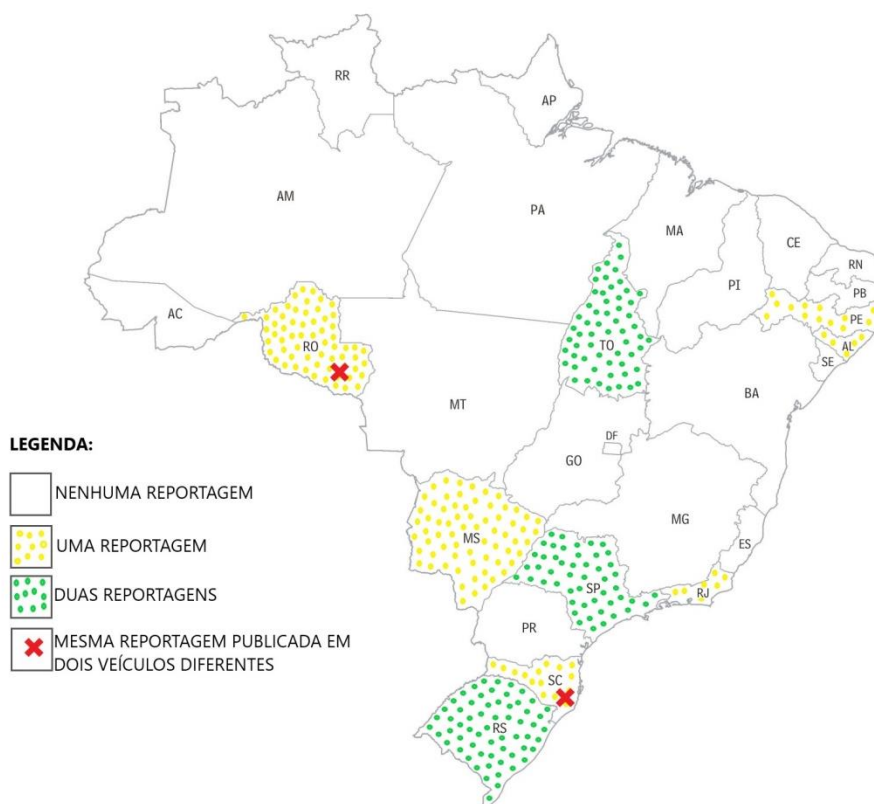 RR
AP
AM
PA
MA
CE
RN
PI
PB
PE
AC
AL
RO
TO
SE
BA
MT
DF
GO
MG
MS
ES
SP
RJ
PR
SC
RS
LEGENDA:
NENHUMA REPORTAGEM
UMA REPORTAGEM
DUAS REPORTAGENS
MESMA REPORTAGEM PUBLICADA EM
DOIS VEÍCULOS DIFERENTES